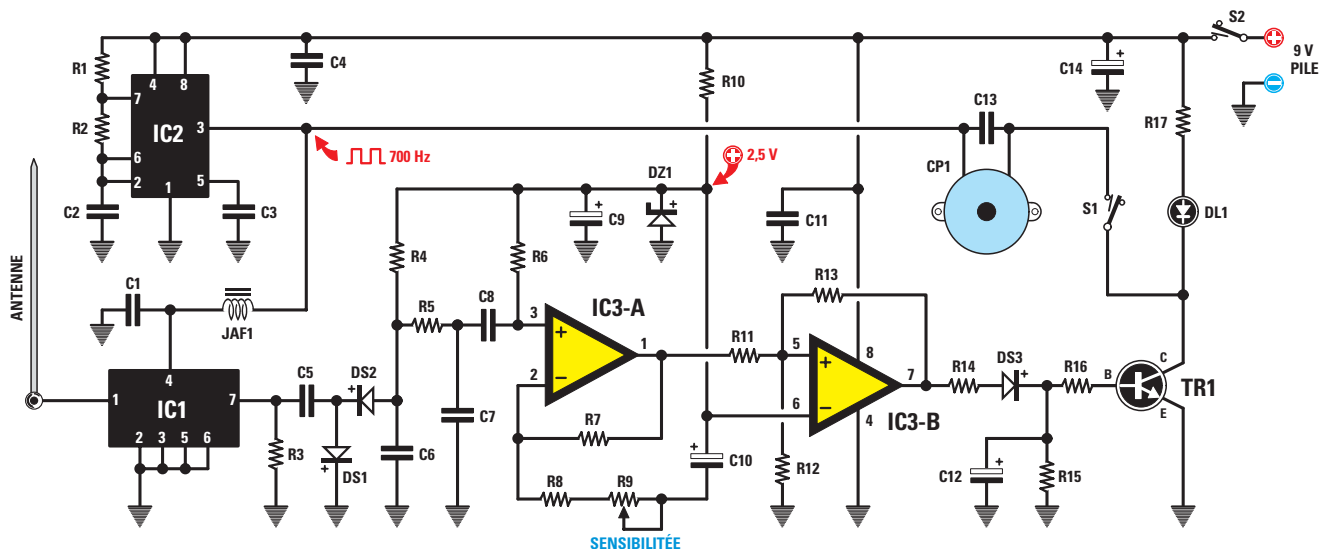 S2
9 V
PILE
R1
4
8
C4
R10
C14
7
R2
IC2
3
C13
R17
6
2
5
1
700 Hz
2,5 V
CP1
DZ1
C2
C3
C9
C11
S1
DL1
ANTENNE
R4
R6
R13
C1
R5
C8
IC3-A
JAF1
3
1
R11
5
8
4
2
7
R14
DS3
R16
C
B
TR1
C5
DS2
6
IC3-B
1
IC1
7
4
E
R7
2
3
5
6
R3
C7
C6
DS1
C10
R12
C12
R15
R8
R9
SENSIBILITÉE